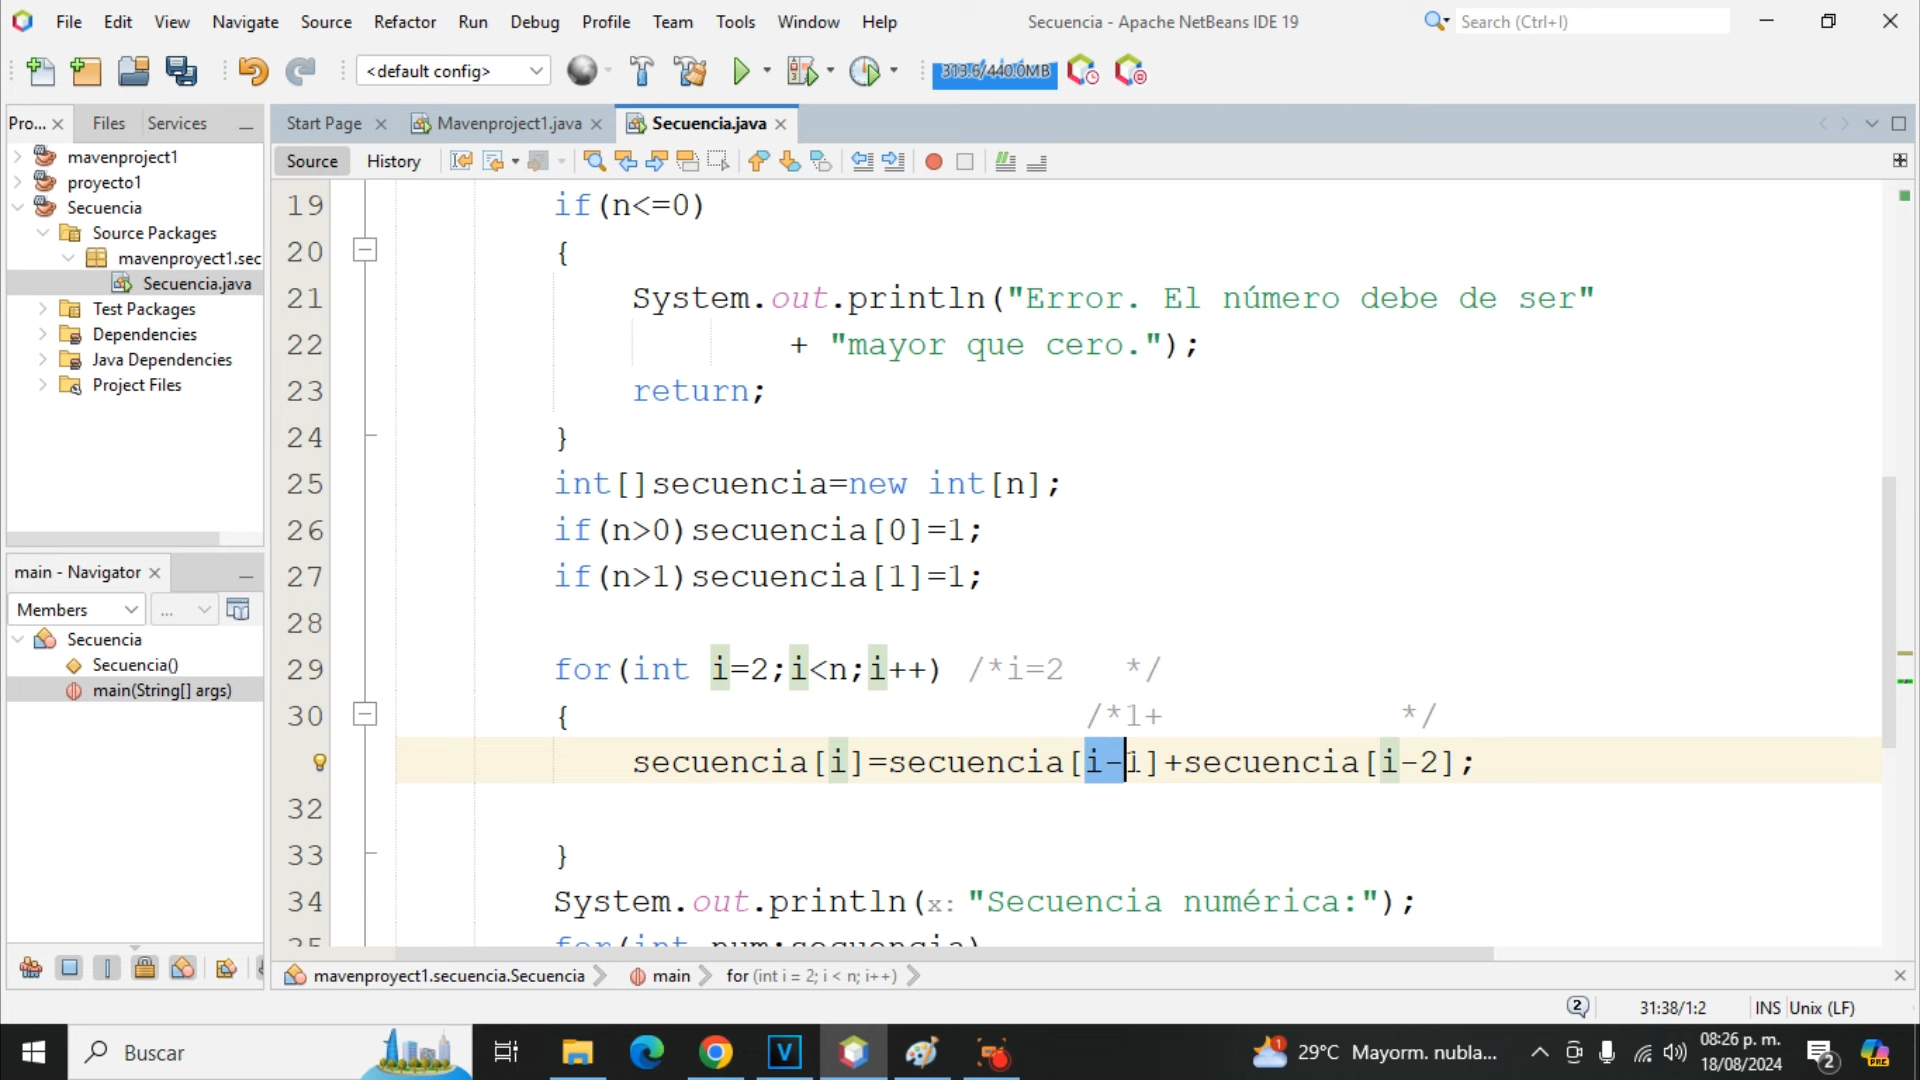 File Edit View Navigate Source Refactor Run Debug Profile Team Tools Window Help
Secuencia - Apache NetBeans IDE 19
Search (Ctrl+I)
<default config>
313.6/440.0MB
Pro... Files Services
Start Page Mavenproject1.java Secuencia.java
Source History
mavenproject1
proyecto1
Secuencia
Source Packages
mavenproyect1.sec
Secuencia.java
Test Packages
Dependencies
Java Dependencies
Project Files
main - Navigator
Members
...
Secuencia
Secuencia()
main(String[] args)
19 if(n<=0)
20 {
21 System.out.println("Error. El número debe de ser"
22 + "mayor que cero.");
23 return;
24 }
25 int[]secuencia=new int[n];
26 if(n>0)secuencia[0]=1;
27 if(n>1)secuencia[1]=1;
28
29 for(int i=2;i<n;i++) /*i=2 */
30 { /*1+ */
secuencia[i]=secuencia[i-1]+secuencia[i-2];
32
33 }
34 System.out.println(x: "Secuencia numérica:");
35 for(int num:secuencia)
mavenproyect1.secuencia.Secuencia main for (int i = 2; i < n; i++)
2 31:38/1:2 INS Unix (LF)
Buscar
V
1 29°C Mayorm. nubla...
08:26 p. m.
18/08/2024
2
PRE